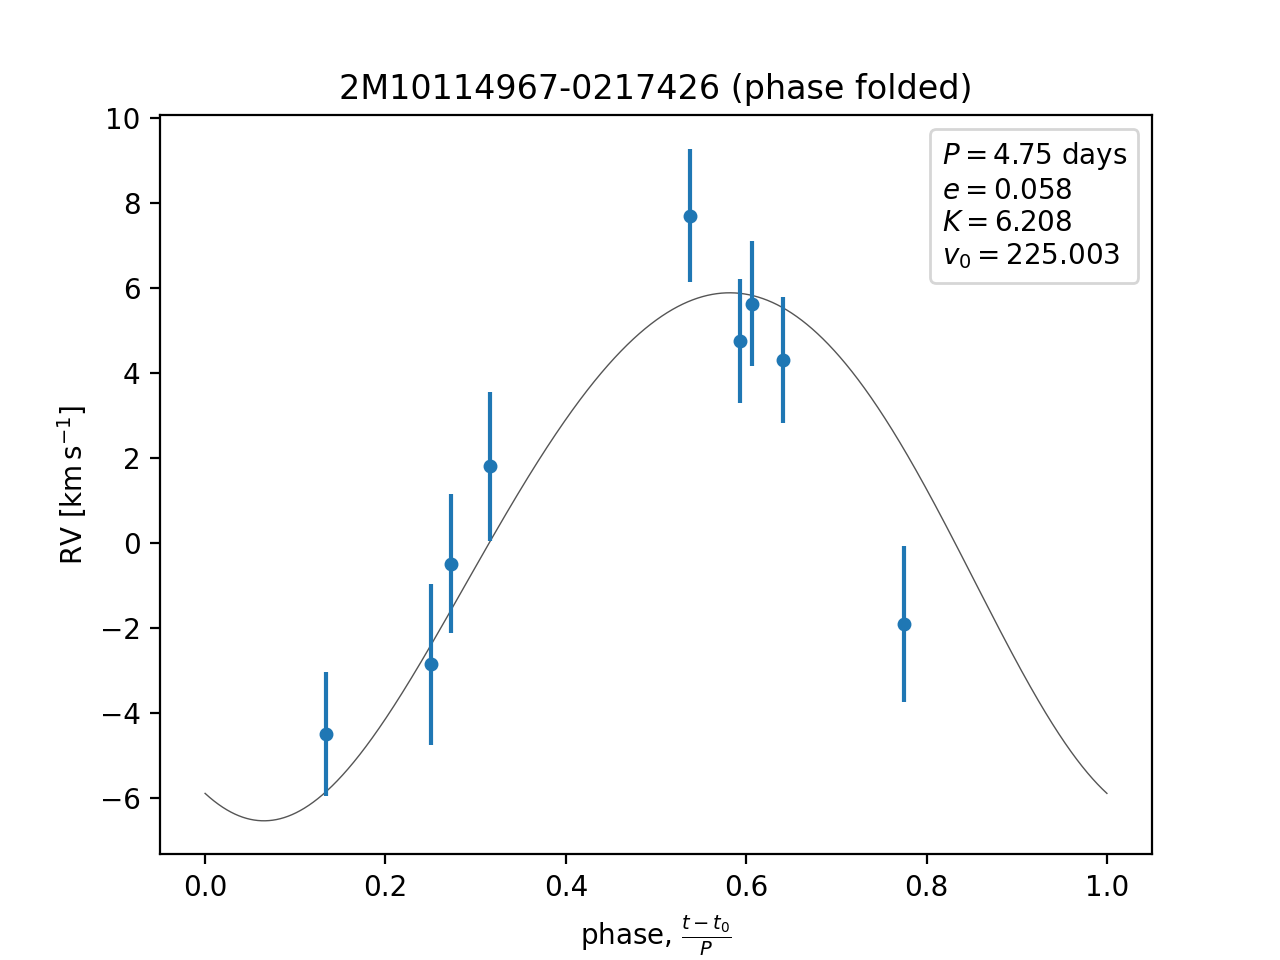 2M10114967-0217426 (phase folded)
P = 4.75 days
e = 0.058
K = 6.208
v₀ = 225.003
10
8
6
4
2
0
−2
−4
−6
RV [km s⁻¹]
0.0 0.2 0.4 0.6 0.8 1.0
phase, (t − t₀)/P